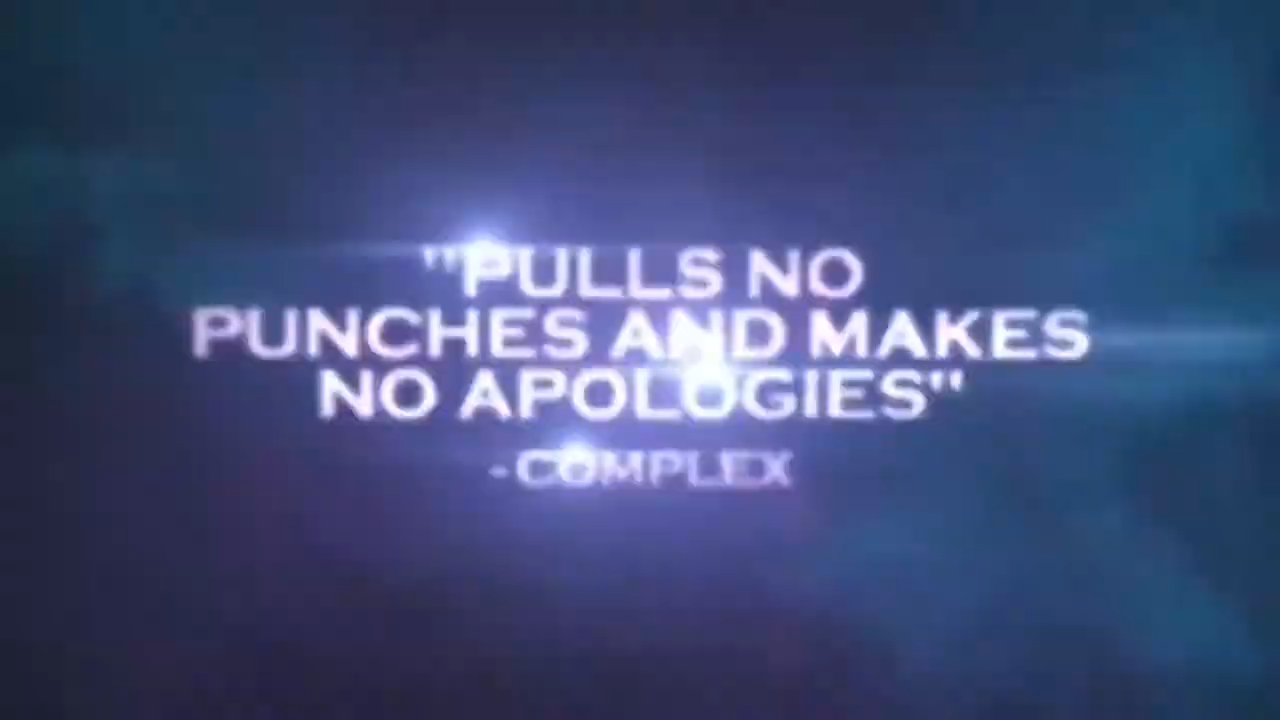 "PULLS NO
PUNCHES AND MAKES
NO APOLOGIES"
-COMPLEX